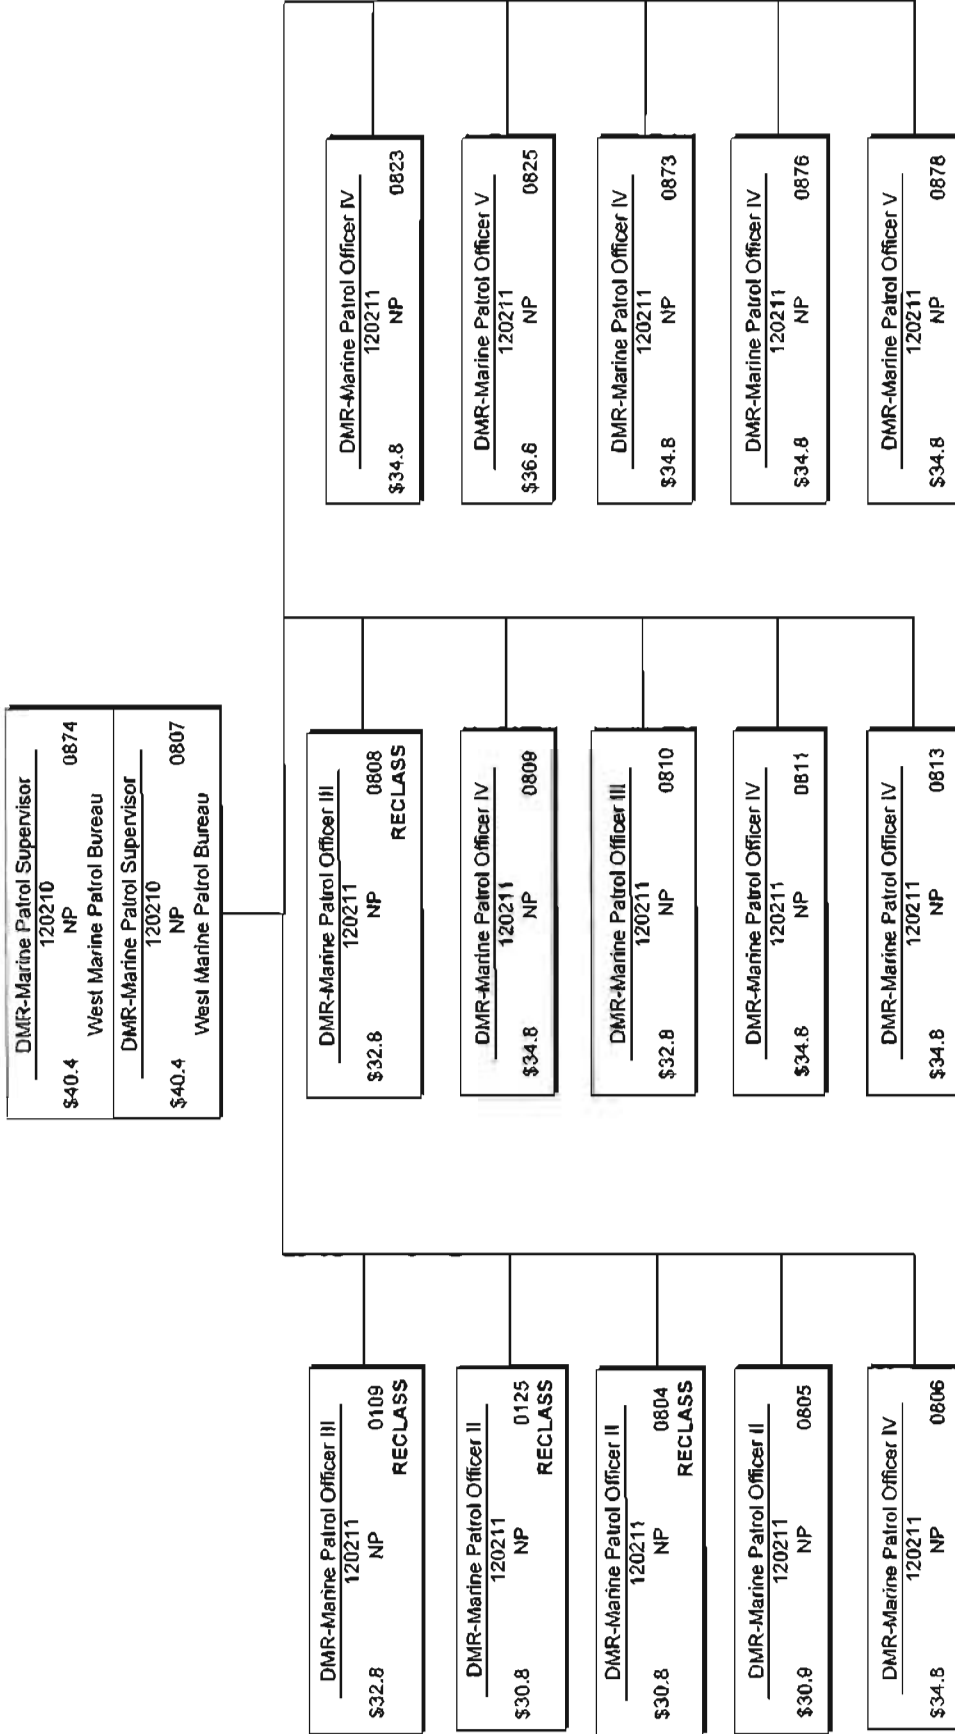 DMR-Marine Patrol Supervisor
120210
$40.4 NP 0874
West Marine Patrol Bureau
DMR-Marine Patrol Supervisor
120210
$40.4 NP 0807
West Marine Patrol Bureau
DMR-Marine Patrol Officer III
120211
$32.8 NP 0109
RECLASS
DMR-Marine Patrol Officer II
120211
$30.8 NP 0125
RECLASS
DMR-Marine Patrol Officer II
120211
$30.8 NP 0804
RECLASS
DMR-Marine Patrol Officer II
120211
$30.9 NP 0805
DMR-Marine Patrol Officer IV
120211
$34.8 NP 0806
DMR-Marine Patrol Officer III
120211
$32.8 NP 0808
RECLASS
DMR-Marine Patrol Officer IV
120211
$34.8 NP 0809
DMR-Marine Patrol Officer III
120211
$32.8 NP 0810
DMR-Marine Patrol Officer IV
120211
$34.8 NP 0811
DMR-Marine Patrol Officer IV
120211
$34.8 NP 0813
DMR-Marine Patrol Officer IV
120211
$34.8 NP 0823
DMR-Marine Patrol Officer V
120211
$36.6 NP 0825
DMR-Marine Patrol Officer IV
120211
$34.8 NP 0873
DMR-Marine Patrol Officer IV
120211
$34.8 NP 0876
DMR-Marine Patrol Officer V
120211
$34.8 NP 0878